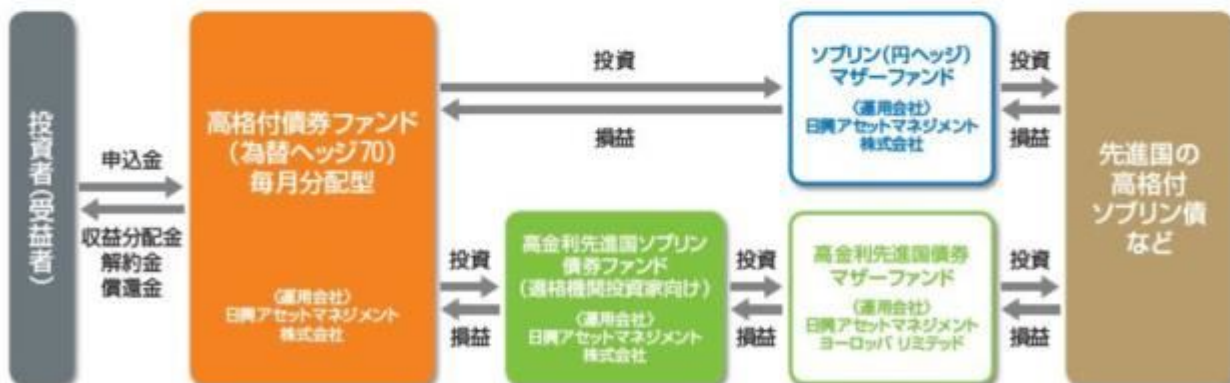 投資者(受益者)
申込金
収益分配金
解約金
償還金
高格付債券ファンド
(為替ヘッジ70)
毎月分配型
〈運用会社〉
日興アセットマネジメント
株式会社
投資
損益
ソブリン(円ヘッジ)
マザーファンド
〈運用会社〉
日興アセットマネジメント
株式会社
投資
損益
投資
損益
高金利先進国ソブリン
債券ファンド
(適格機関投資家向け)
〈運用会社〉
日興アセットマネジメント
株式会社
投資
損益
高金利先進国債券
マザーファンド
〈運用会社〉
日興アセットマネジメント
ヨーロッパ リミテッド
投資
損益
先進国の
高格付
ソブリン債
など